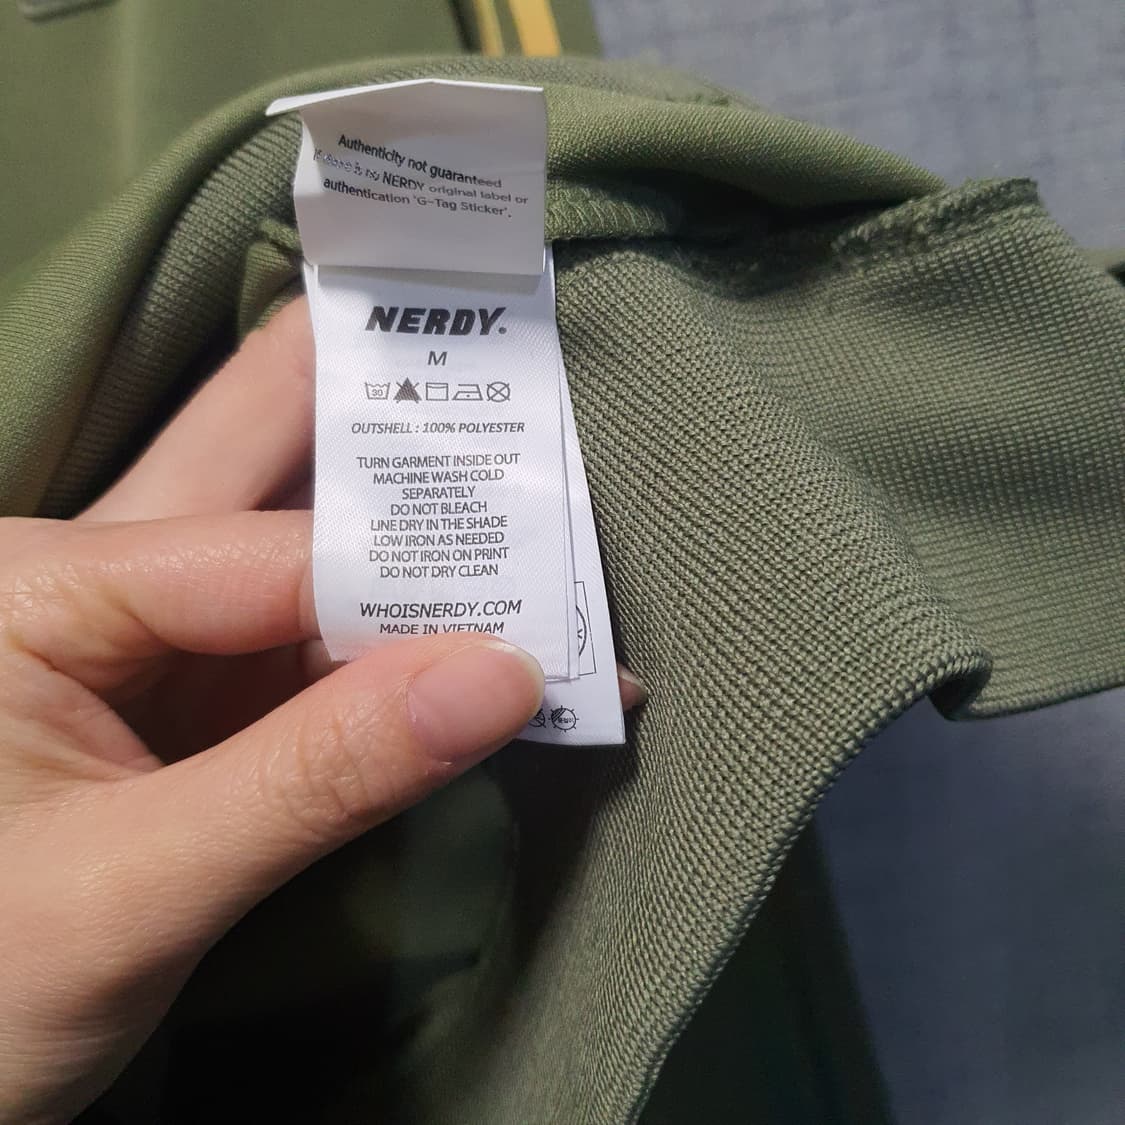 Authenticity not guaranteed
NERDY original label or
authentication 'G-Tag Sticker'.
NERDY.
M
30
OUTSHELL : 100% POLYESTER
TURN GARMENT INSIDE OUT
MACHINE WASH COLD
SEPARATELY
DO NOT BLEACH
LINE DRY IN THE SHADE
LOW IRON AS NEEDED
DO NOT IRON ON PRINT
DO NOT DRY CLEAN
WHOISNERDY.COM
MADE IN VIETNAM